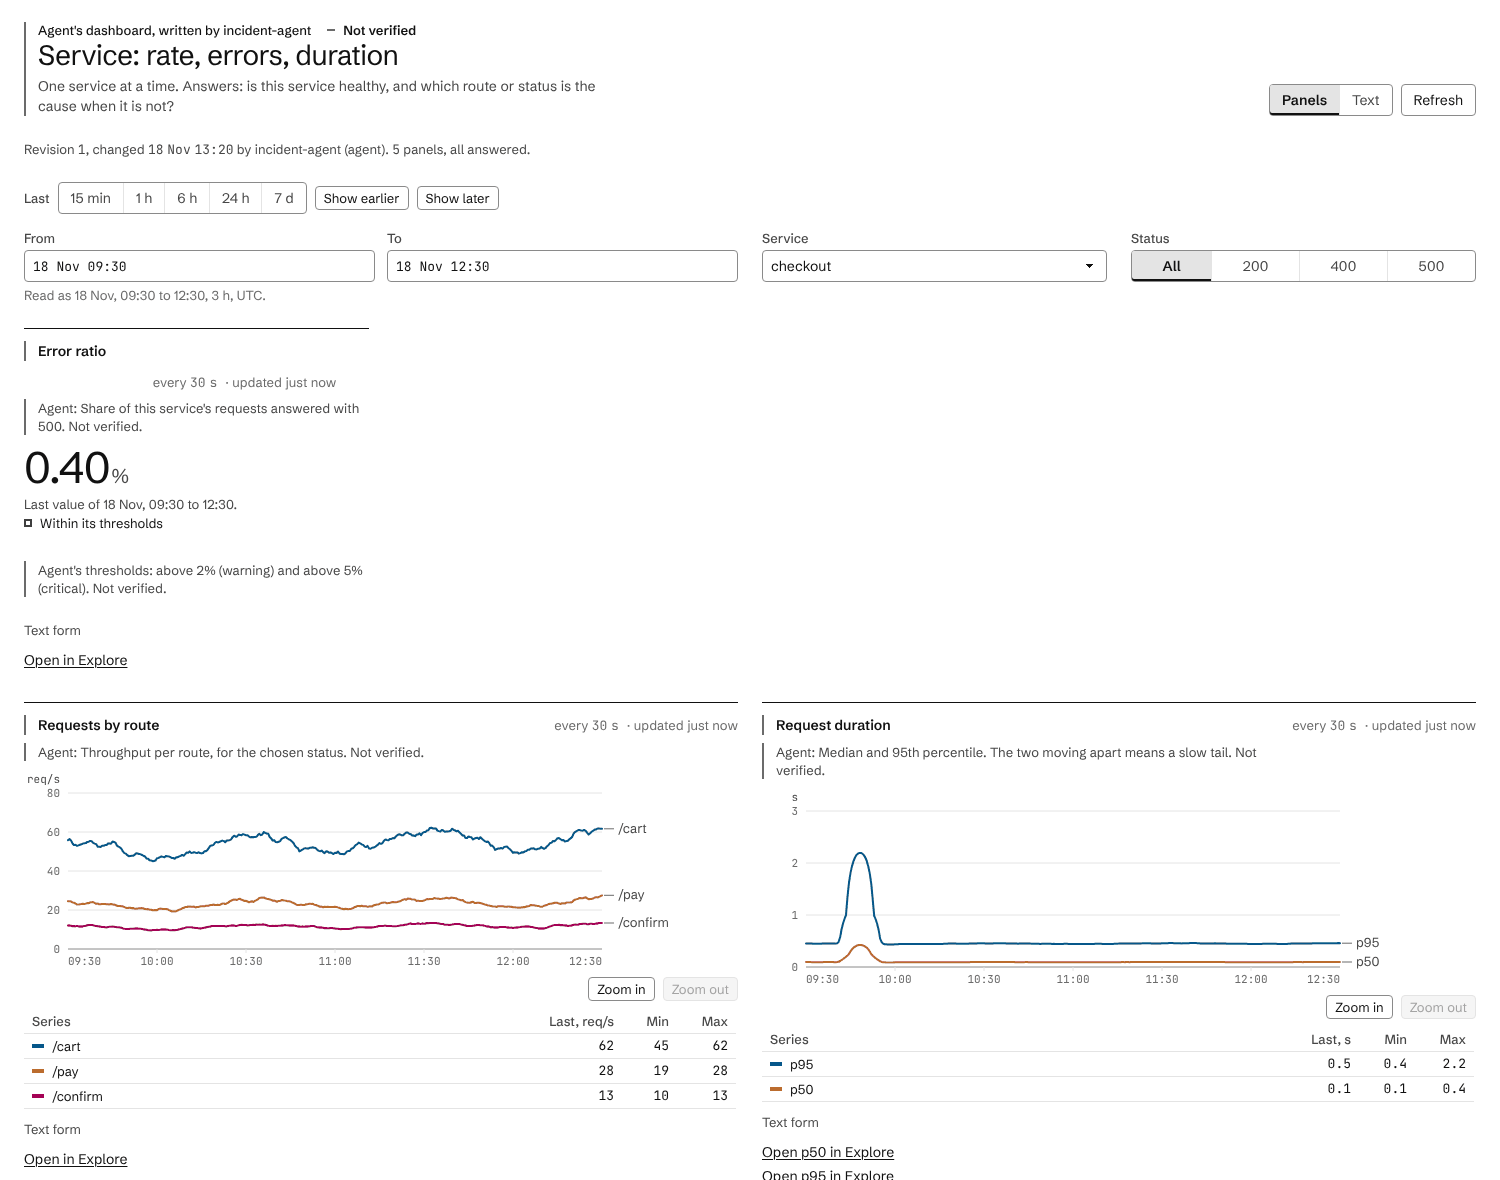 Agent's dashboard, written by incident-agent – Not verified
Service: rate, errors, duration
One service at a time. Answers: is this service healthy, and which route or status is the
cause when it is not?
Panels Text Refresh
Revision 1, changed 18 Nov 13:20 by incident-agent (agent). 5 panels, all answered.
Last 15 min 1 h 6 h 24 h 7 d Show earlier Show later
From To Service Status
18 Nov 09:30 18 Nov 12:30 checkout All 200 400 500
Read as 18 Nov, 09:30 to 12:30, 3 h, UTC.
Error ratio
every 30 s · updated just now
Agent: Share of this service's requests answered with
500. Not verified.
0.40%
Last value of 18 Nov, 09:30 to 12:30.
Within its thresholds
Agent's thresholds: above 2% (warning) and above 5%
(critical). Not verified.
Text form
Open in Explore
Requests by route every 30 s · updated just now
Agent: Throughput per route, for the chosen status. Not verified.
req/s
80
60
40
20
0
/cart
/pay
/confirm
09:30 10:00 10:30 11:00 11:30 12:00 12:30
Zoom in Zoom out
Series Last, req/s Min Max
/cart 62 45 62
/pay 28 19 28
/confirm 13 10 13
Text form
Open in Explore
Request duration every 30 s · updated just now
Agent: Median and 95th percentile. The two moving apart means a slow tail. Not
verified.
s
3
2
1
0
p95
p50
09:30 10:00 10:30 11:00 11:30 12:00 12:30
Zoom in Zoom out
Series Last, s Min Max
p95 0.5 0.4 2.2
p50 0.1 0.1 0.4
Text form
Open p50 in Explore
Open p95 in Explore